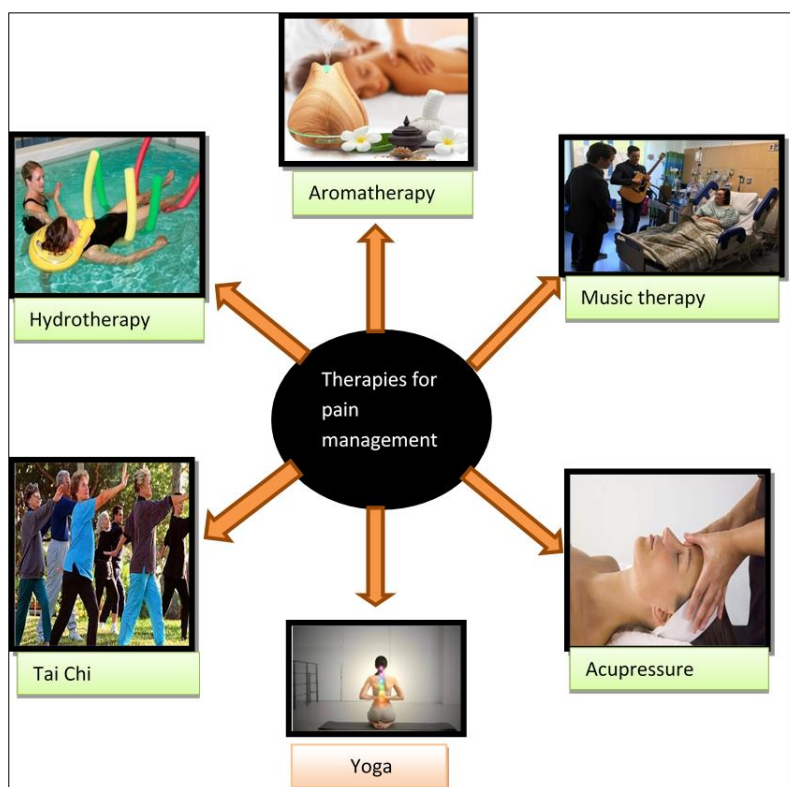 Aromatherapy
Hydrotherapy
Music therapy
Therapies for
pain
management
Tai Chi
Acupressure
Yoga